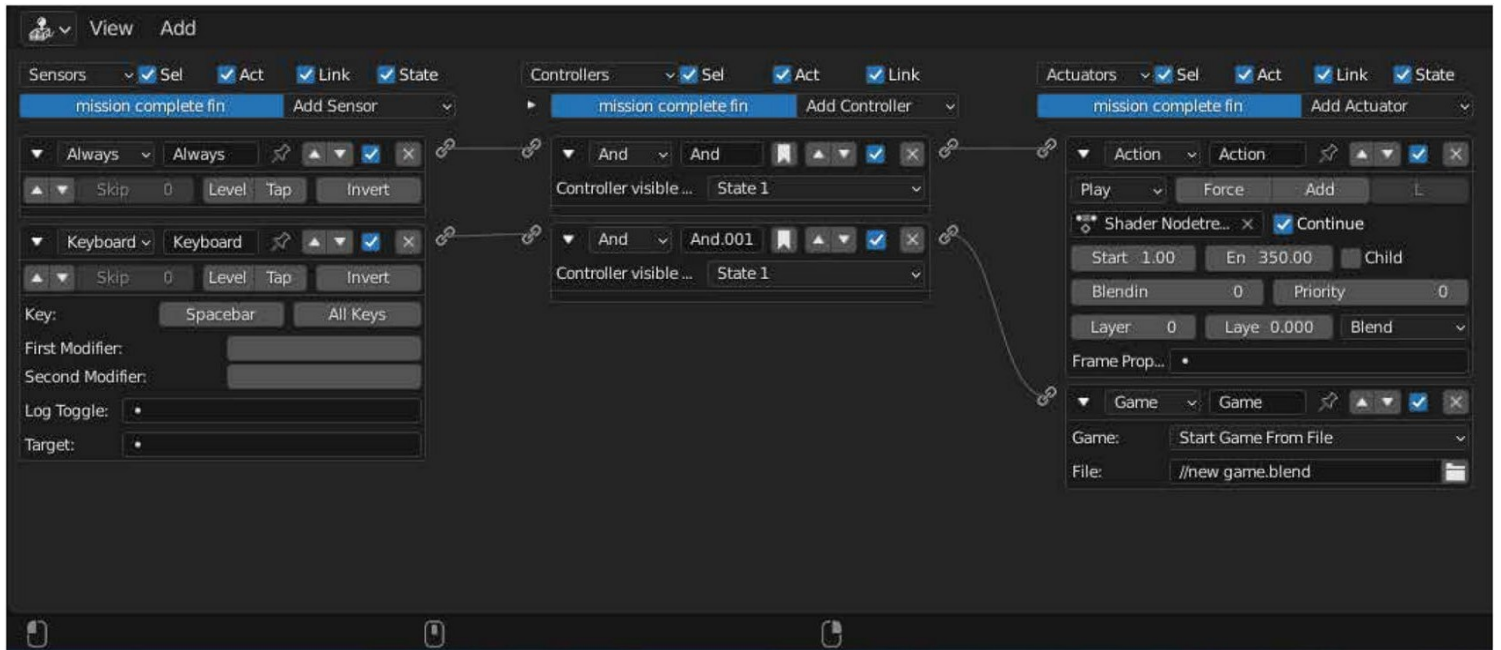 View Add
Sensors Sel Act Link State
mission complete fin Add Sensor
Always Always
Skip 0 Level Tap Invert
Keyboard Keyboard
Skip 0 Level Tap Invert
Key: Spacebar All Keys
First Modifier:
Second Modifier:
Log Toggle:
Target:
Controllers Sel Act Link
mission complete fin Add Controller
And And
Controller visible ... State 1
And And.001
Controller visible ... State 1
Actuators Sel Act Link State
mission complete fin Add Actuator
Action Action
Play Force Add L
Shader Nodetre... Continue
Start 1.00 En 350.00 Child
Blendin 0 Priority 0
Layer 0 Laye 0.000 Blend
Frame Prop...
Game Game
Game: Start Game From File
File: //new game.blend